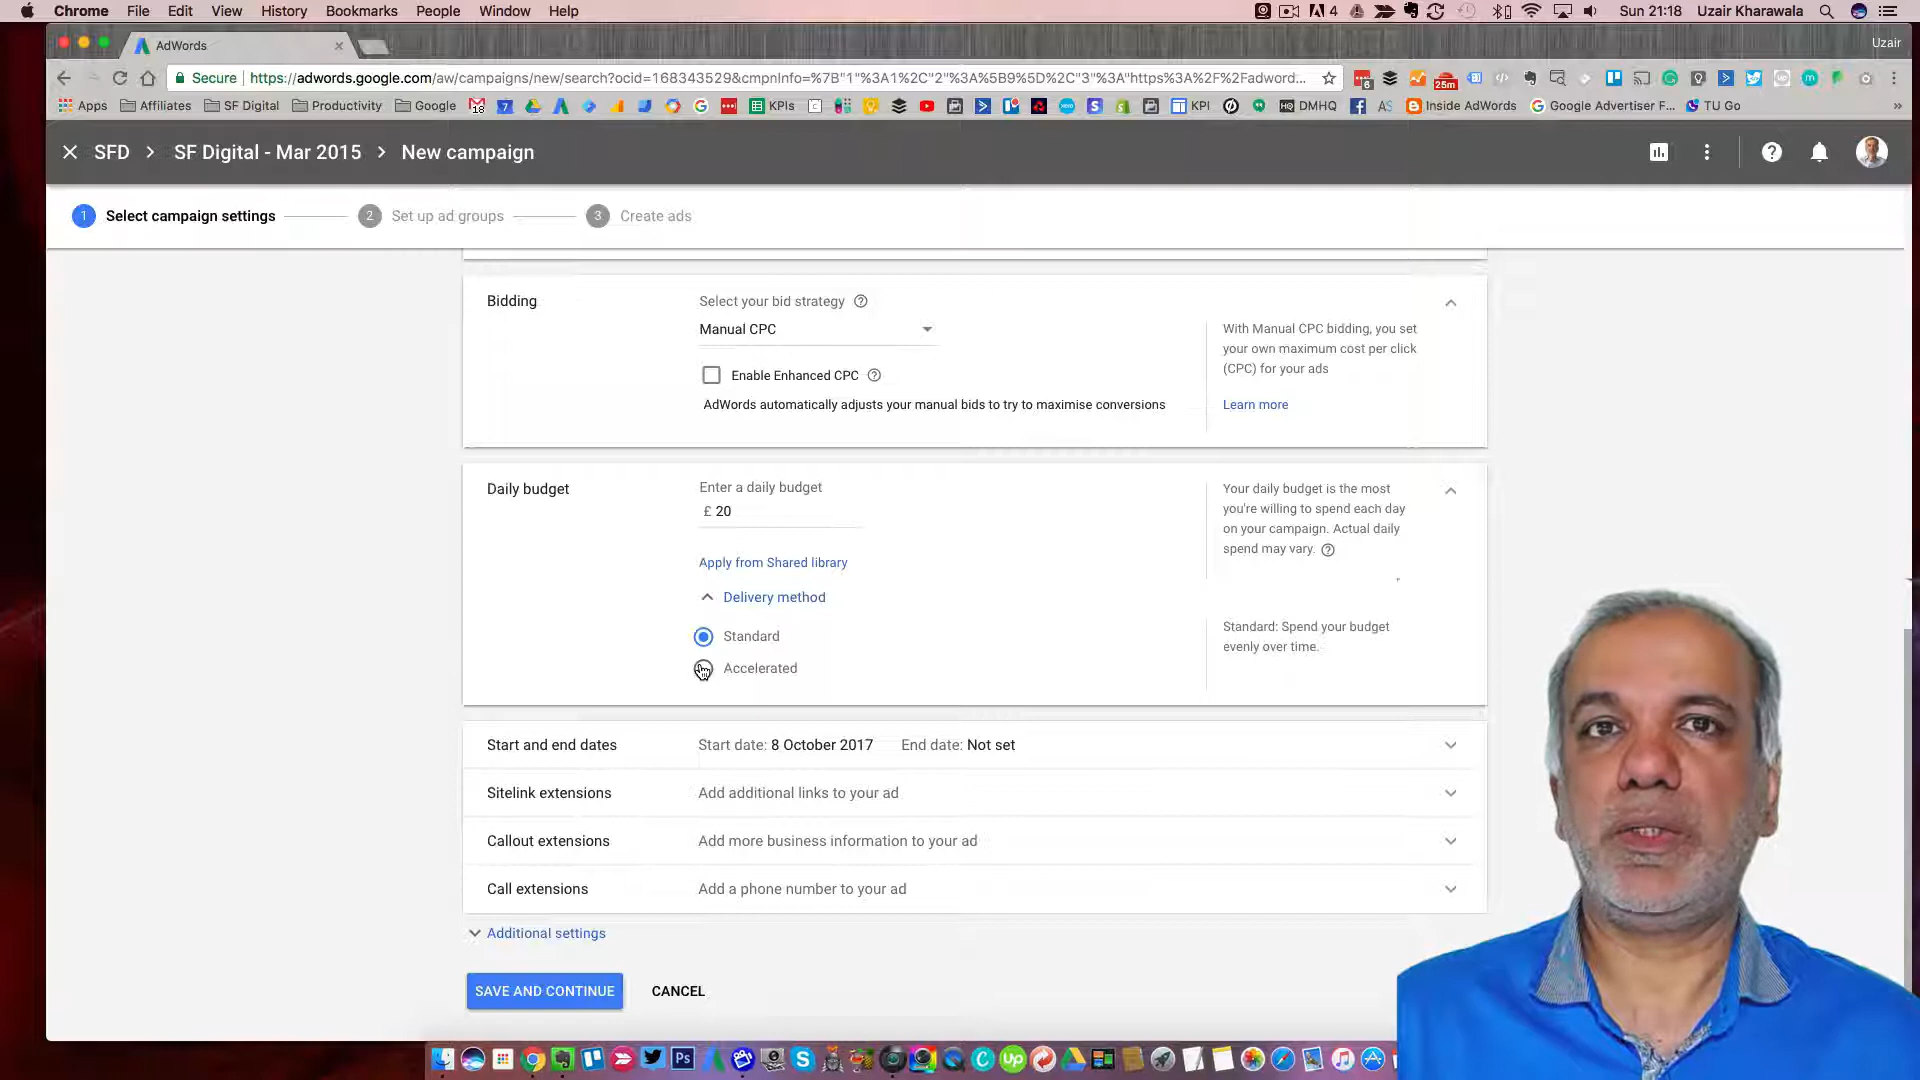 Chrome File Edit View History Bookmarks People Window Help 4 Sun 21:18 Uzair Kharawala
AdWords Uzair
Secure https://adwords.google.com/aw/campaigns/new/search?ocid=168343529&cmpnInfo=%7B"1"%3A1%2C"2"%3A%5B9%5D%2C"3"%3A"https%3A%2F%2Fadword... 6 25m
Apps Affiliates SF Digital Productivity Google 18 7 KPIs KPI HQ DMHQ AS Inside AdWords Google Advertiser F... TU Go »
SFD > SF Digital - Mar 2015 > New campaign
1 Select campaign settings 2 Set up ad groups 3 Create ads
Bidding
Select your bid strategy
Manual CPC
Enable Enhanced CPC
AdWords automatically adjusts your manual bids to try to maximise conversions
With Manual CPC bidding, you set
your own maximum cost per click
(CPC) for your ads
Learn more
Daily budget
Enter a daily budget
£ 20
Apply from Shared library
Delivery method
Standard
Accelerated
Your daily budget is the most
you're willing to spend each day
on your campaign. Actual daily
spend may vary.
Standard: Spend your budget
evenly over time.
Start and end dates Start date: 8 October 2017 End date: Not set
Sitelink extensions Add additional links to your ad
Callout extensions Add more business information to your ad
Call extensions Add a phone number to your ad
Additional settings
SAVE AND CONTINUE CANCEL
Ps Up